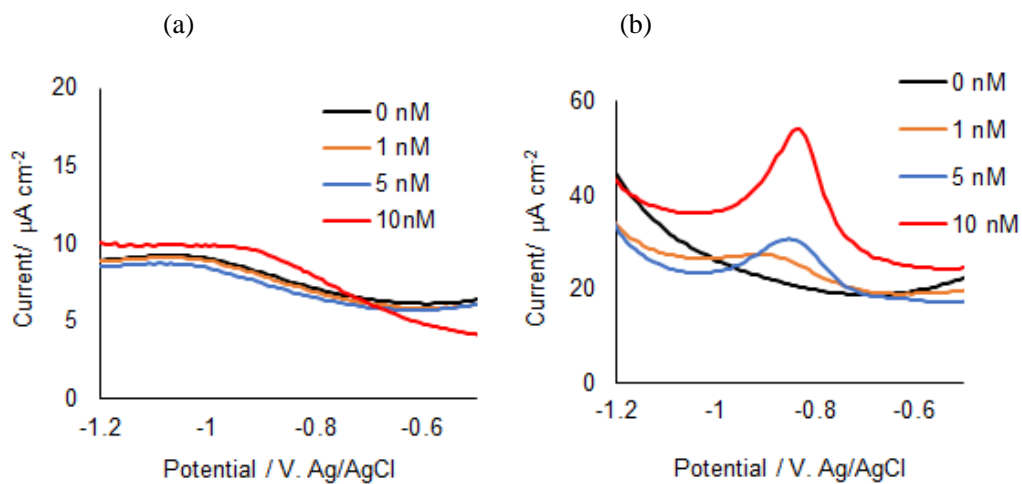 (a)
(b)
20
15
10
5
0
-1.2
-1
-0.8
-0.6
Current/ µA cm-2
Potential / V. Ag/AgCl
0 nM
1 nM
5 nM
10nM
60
40
20
0
-1.2
-1
-0.8
-0.6
Current/ µA cm-2
Potential / V. Ag/AgCl
0 nM
1 nM
5 nM
10 nM